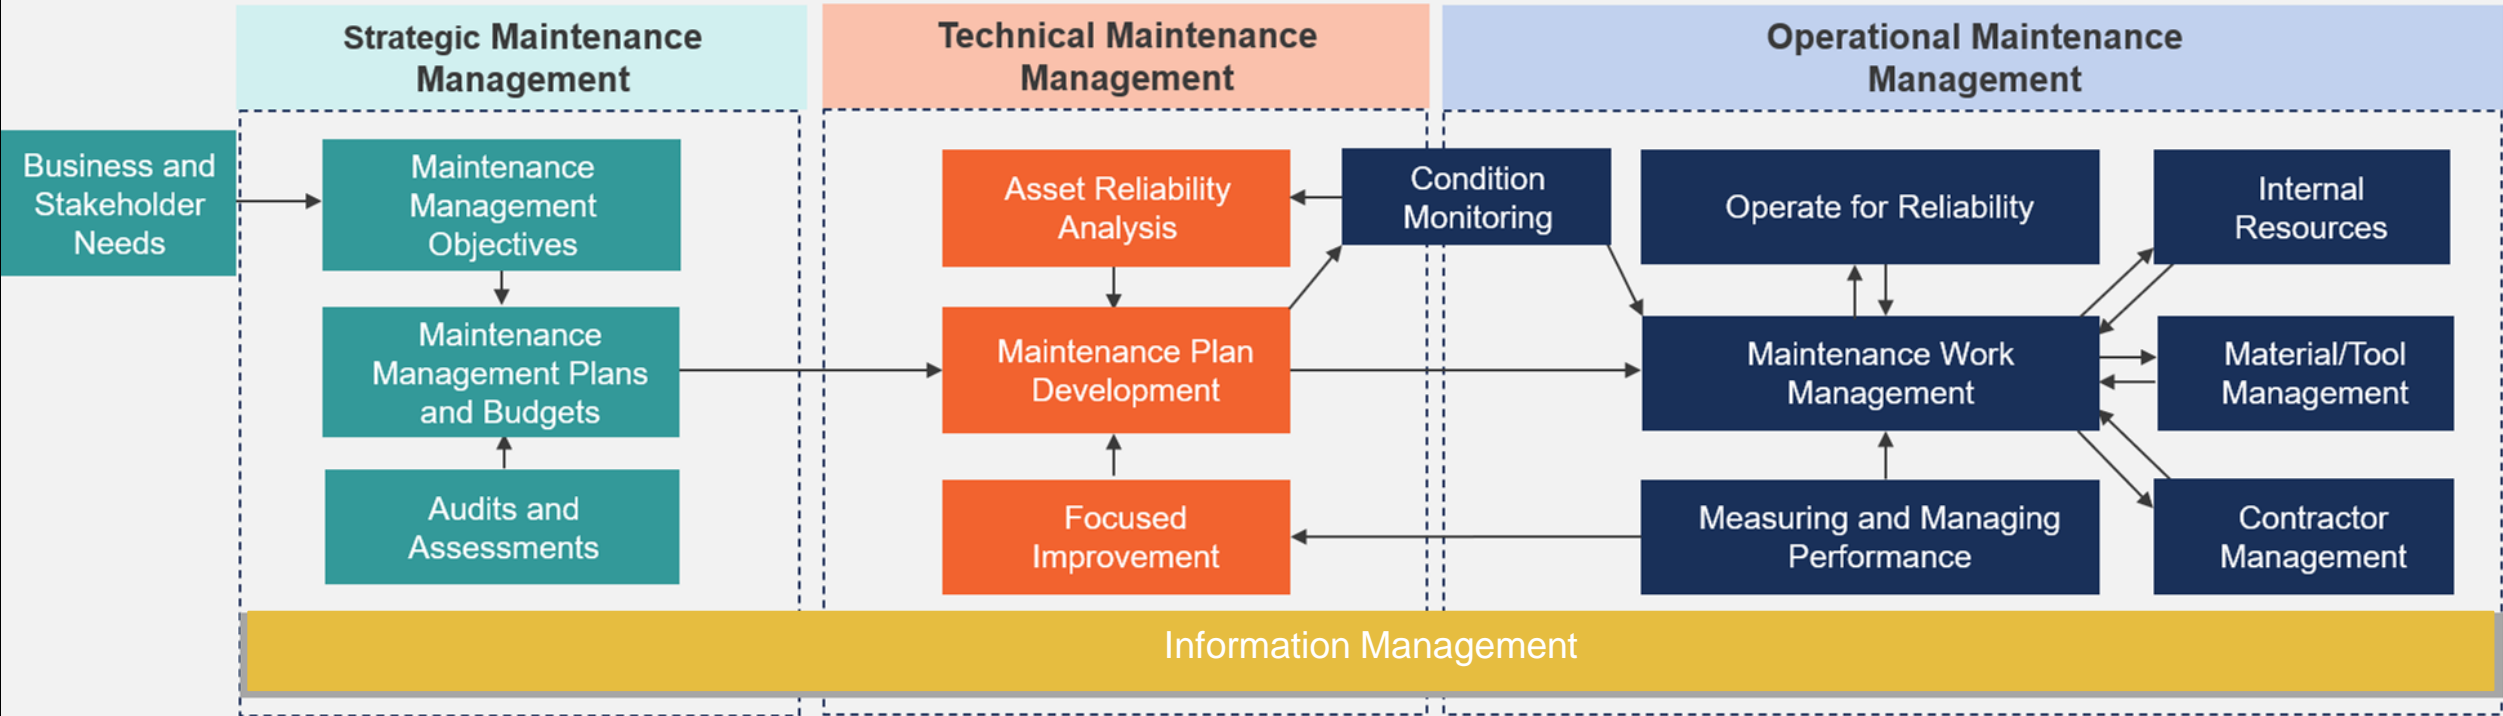 Strategic Maintenance
Management
Technical Maintenance
Management
Operational Maintenance
Management
Business and
Stakeholder
Needs
Maintenance
Management
Objectives
Maintenance
Management Plans
and Budgets
Audits and
Assessments
Asset Reliability
Analysis
Maintenance Plan
Development
Focused
Improvement
Condition
Monitoring
Operate for Reliability
Maintenance Work
Management
Measuring and Managing
Performance
Internal
Resources
Material/Tool
Management
Contractor
Management
Information Management